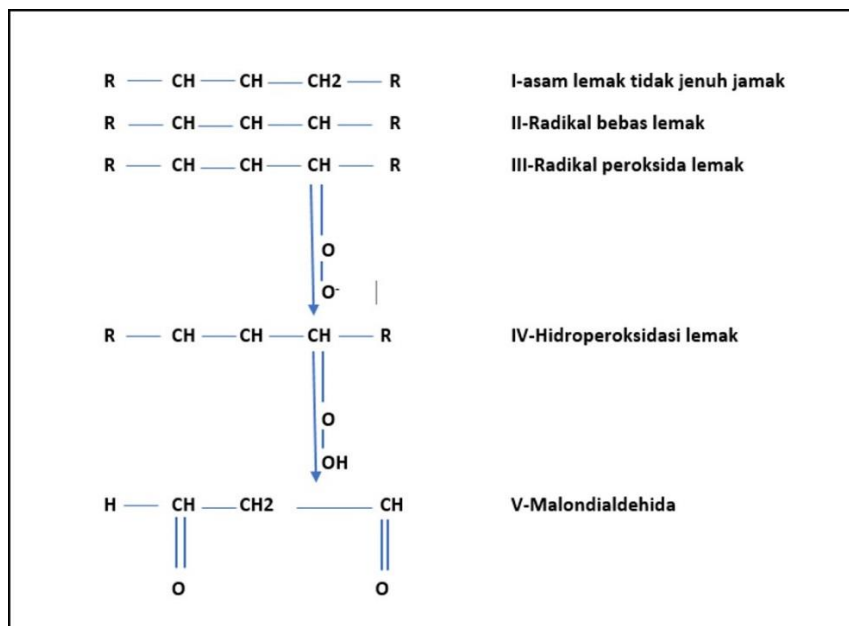 R CH CH CH2 R I-asam lemak tidak jenuh jamak
R CH CH CH R II-Radikal bebas lemak
R CH CH CH R III-Radikal peroksida lemak
O
O-
R CH CH CH R IV-Hidroperoksidasi lemak
O
OH
H CH CH2 CH V-Malondialdehida
O O